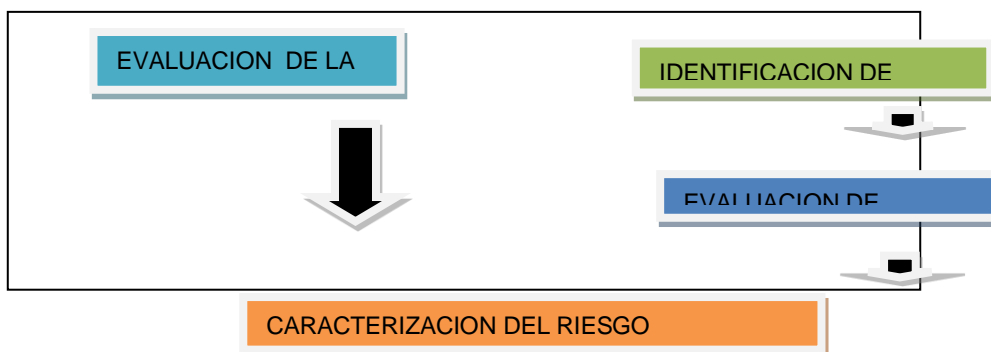 EVALUACION DE LA
IDENTIFICACION DE
EVALUACION DE
CARACTERIZACION DEL RIESGO